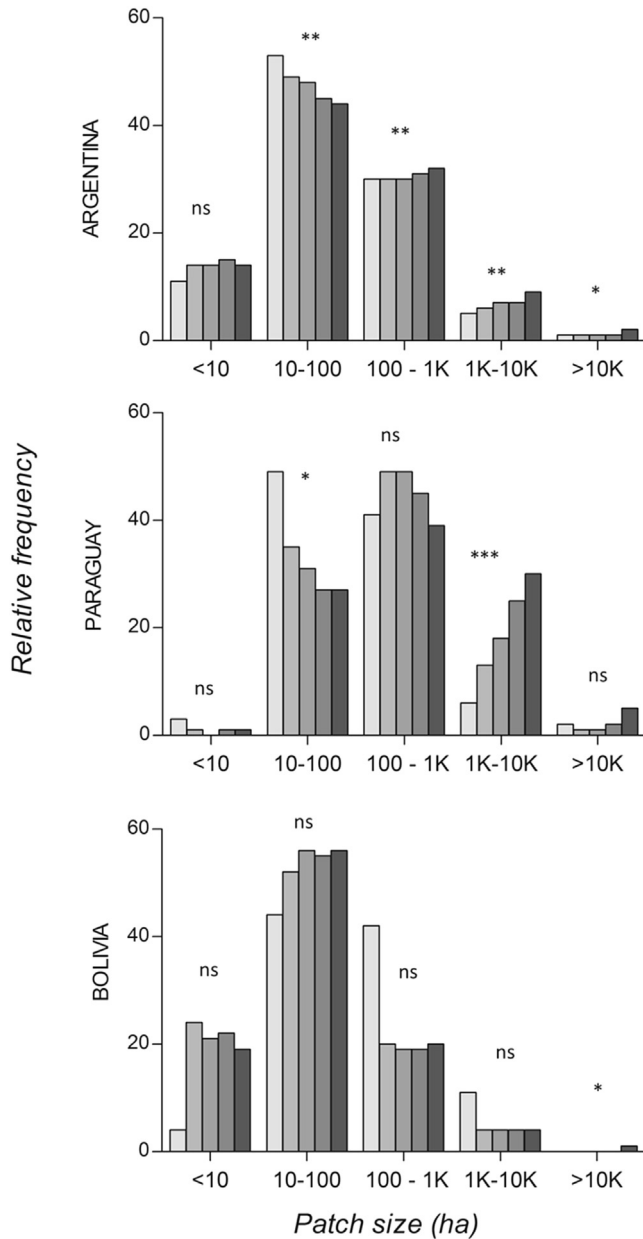 Relative frequency
ARGENTINA
60
40
20
0
ns
**
**
**
*
<10
10-100
100 - 1K
1K-10K
>10K
PARAGUAY
60
40
20
0
ns
*
ns
***
ns
<10
10-100
100 - 1K
1K-10K
>10K
BOLIVIA
60
40
20
0
ns
ns
ns
ns
*
<10
10-100
100 - 1K
1K-10K
>10K
Patch size (ha)